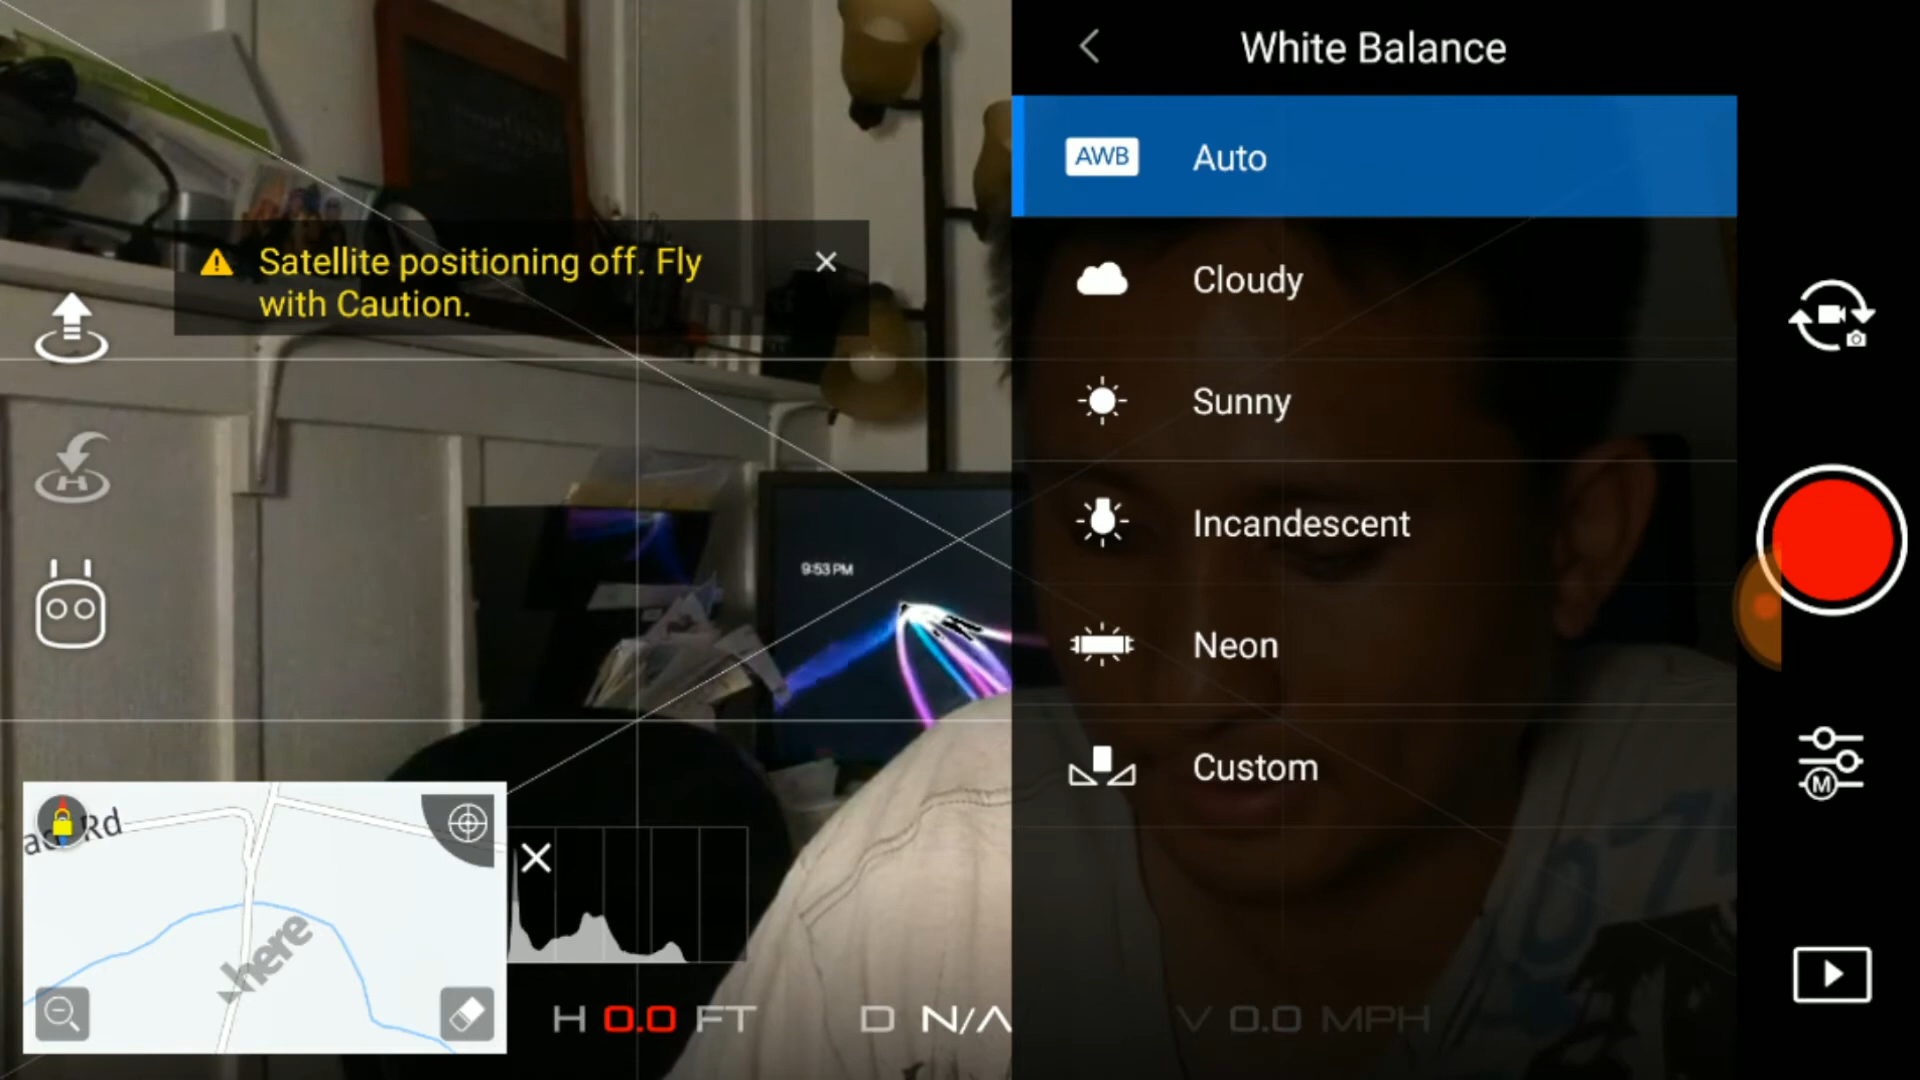 White Balance
AWB Auto
Satellite positioning off. Fly
with Caution.
Cloudy
Sunny
Incandescent
9:53 PM
Neon
Custom
M
Rd
here
H 0.0 FT
D N/A
V 0.0 MPH